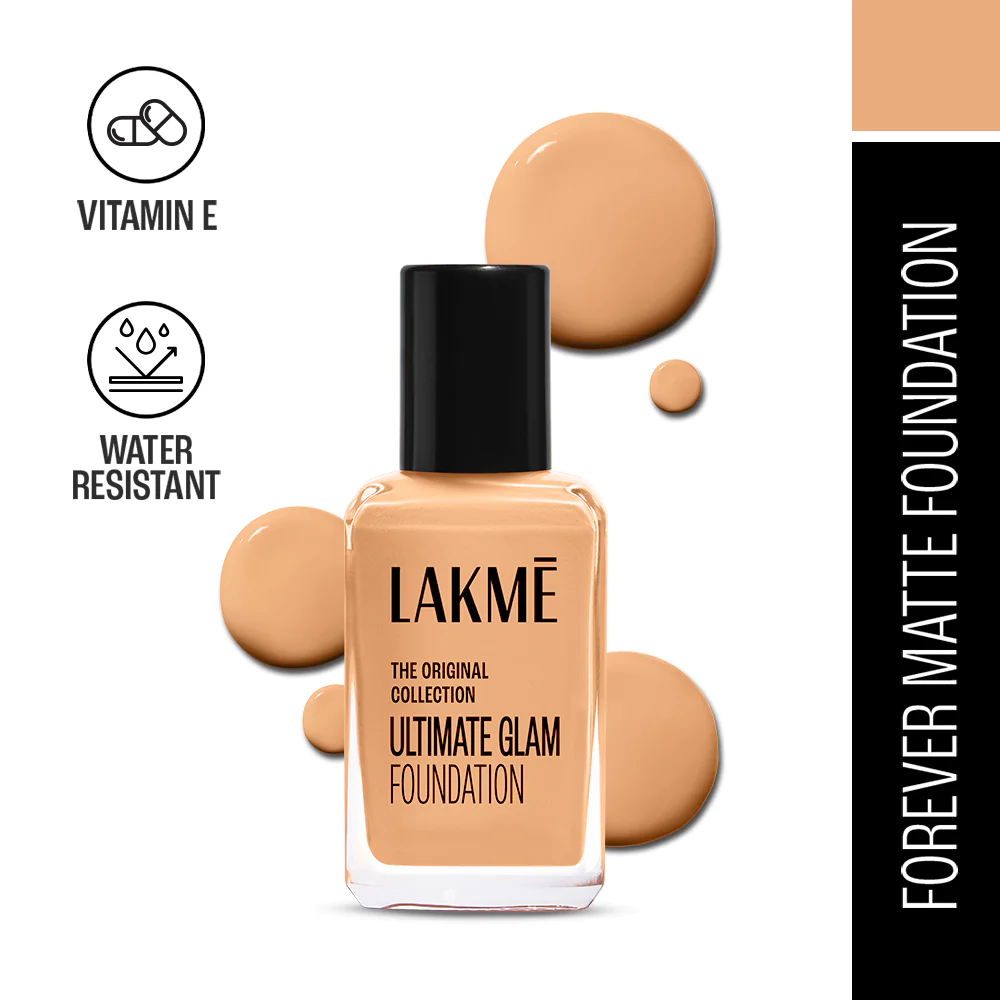 VITAMIN E
WATER
RESISTANT
LAKMĒ
THE ORIGINAL
COLLECTION
ULTIMATE GLAM
FOUNDATION
FOREVER MATTE FOUNDATION